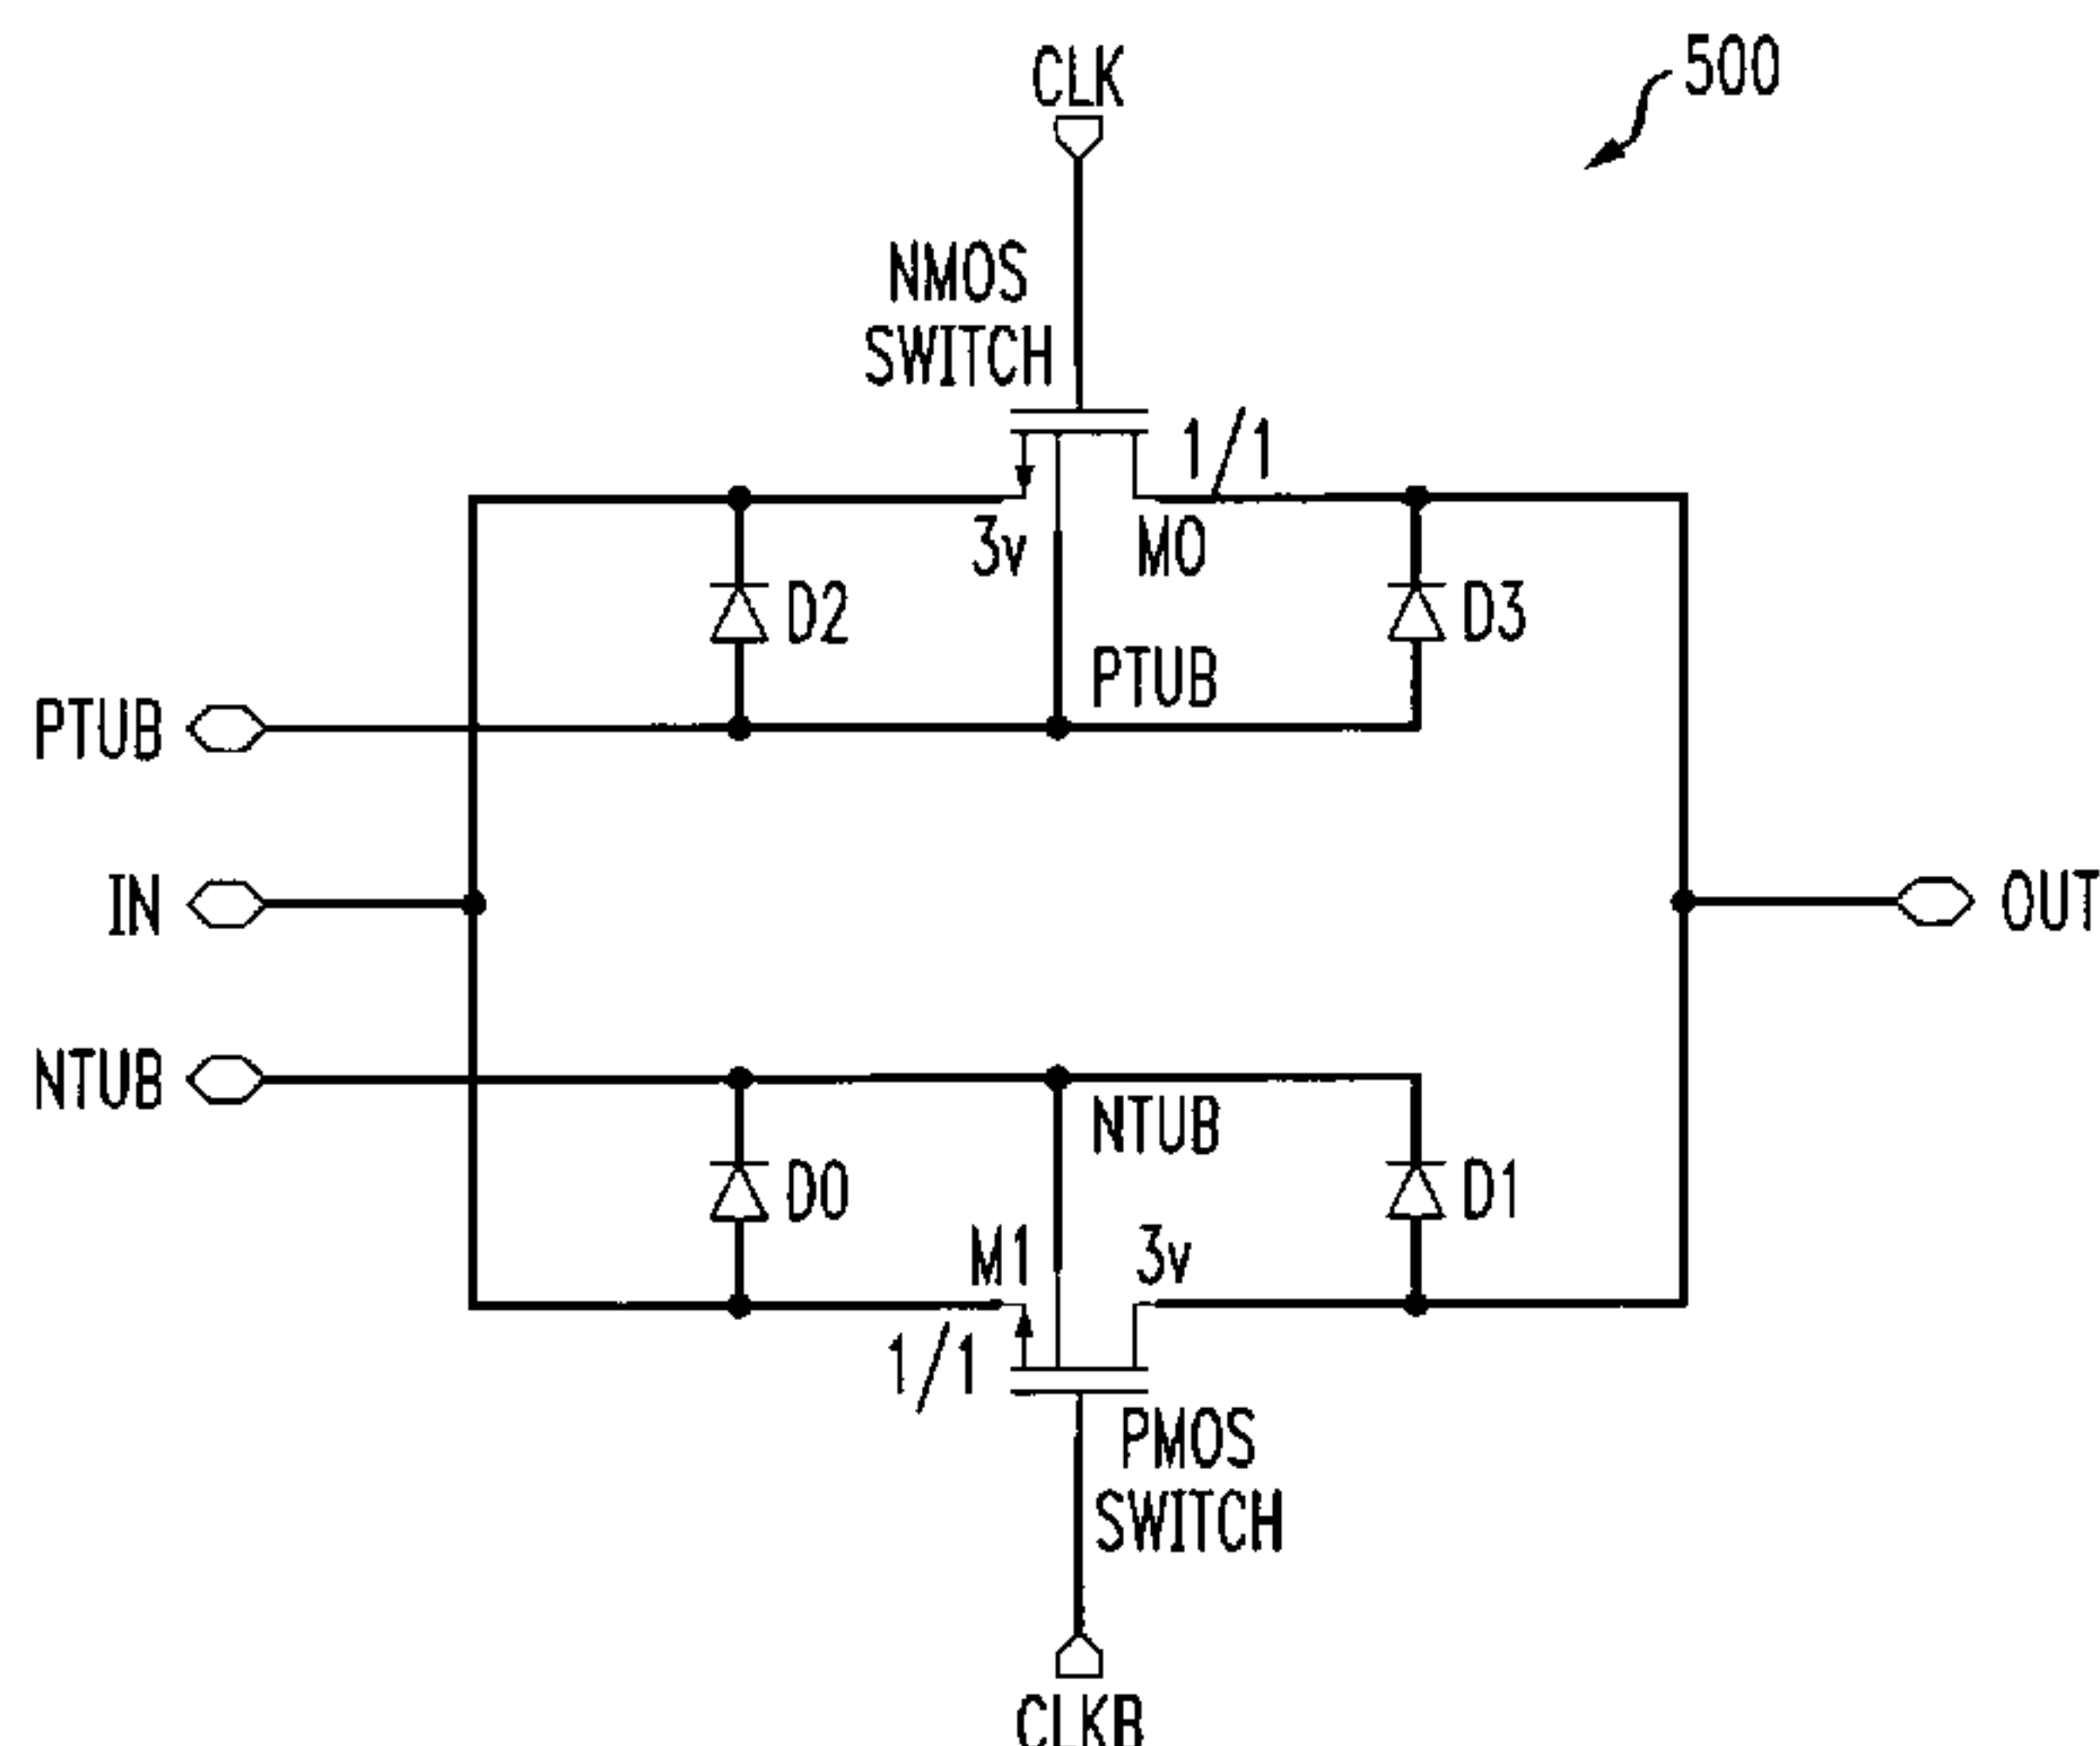 CLK
500
NMOS
SWITCH
1/1
3v
M0
D2
D3
PTUB
PTUB
IN
OUT
NTUB
NTUB
D0
D1
M1
3v
1/1
PMOS
SWITCH
CLKB